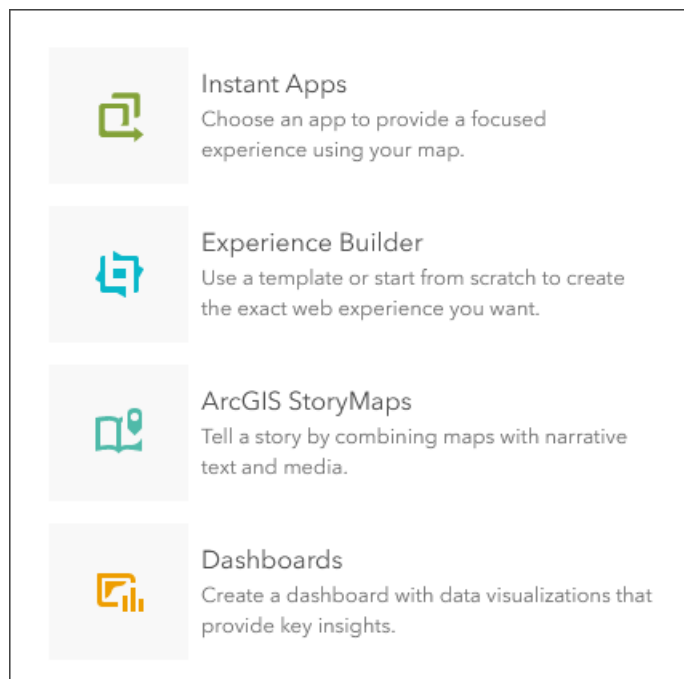 Instant Apps
Choose an app to provide a focused
experience using your map.
Experience Builder
Use a template or start from scratch to create
the exact web experience you want.
ArcGIS StoryMaps
Tell a story by combining maps with narrative
text and media.
Dashboards
Create a dashboard with data visualizations that
provide key insights.